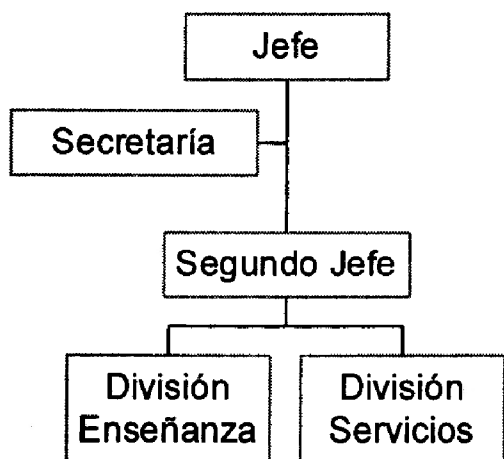 Jefe
Secretaría
Segundo Jefe
División
Enseñanza
División
Servicios